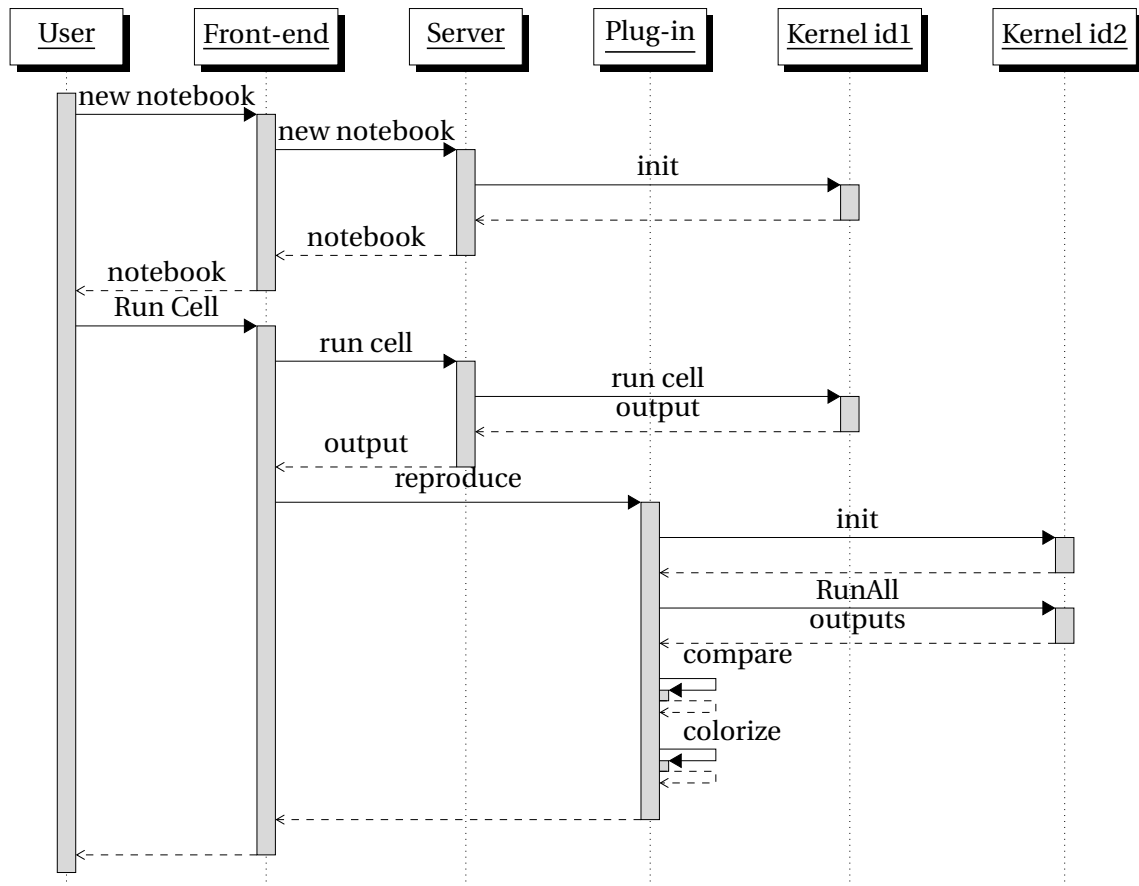 User
Front-end
Server
Plug-in
Kernel id1
Kernel id2
new notebook
new notebook
init
notebook
notebook
Run Cell
run cell
run cell
output
output
reproduce
init
RunAll
outputs
compare
colorize